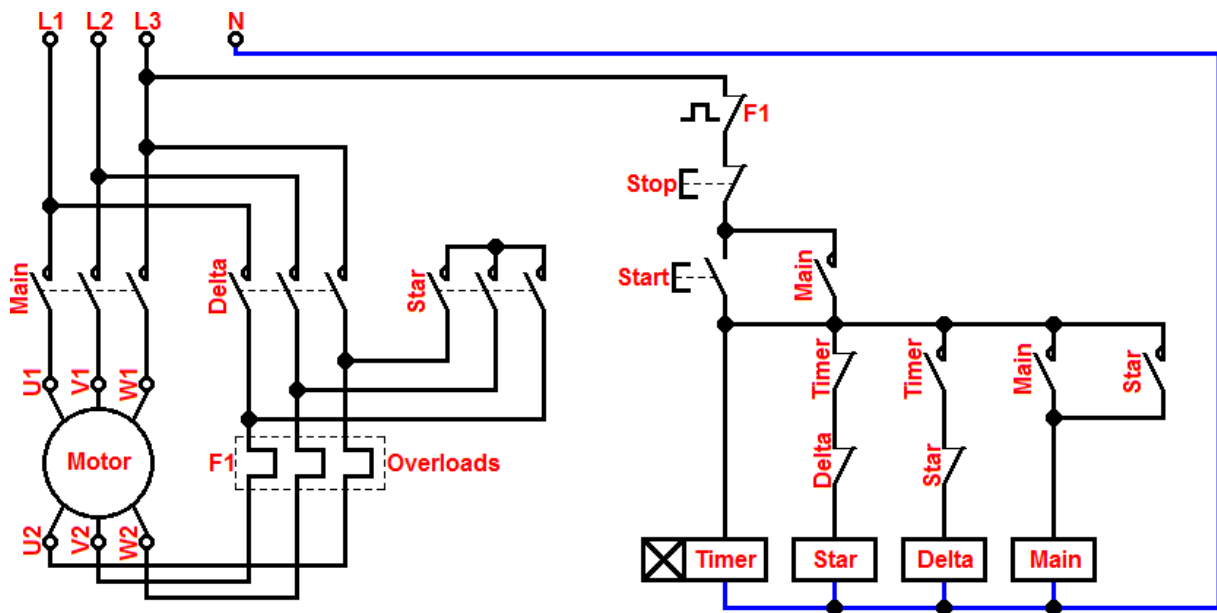 L1 L2 L3 N
F1
Stop
Start
Main
Main
Delta
Star
Timer
Timer
Main
Star
U1 V1 W1
Motor
F1
Overloads
Delta
Star
U2 V2 W2
Timer
Star
Delta
Main